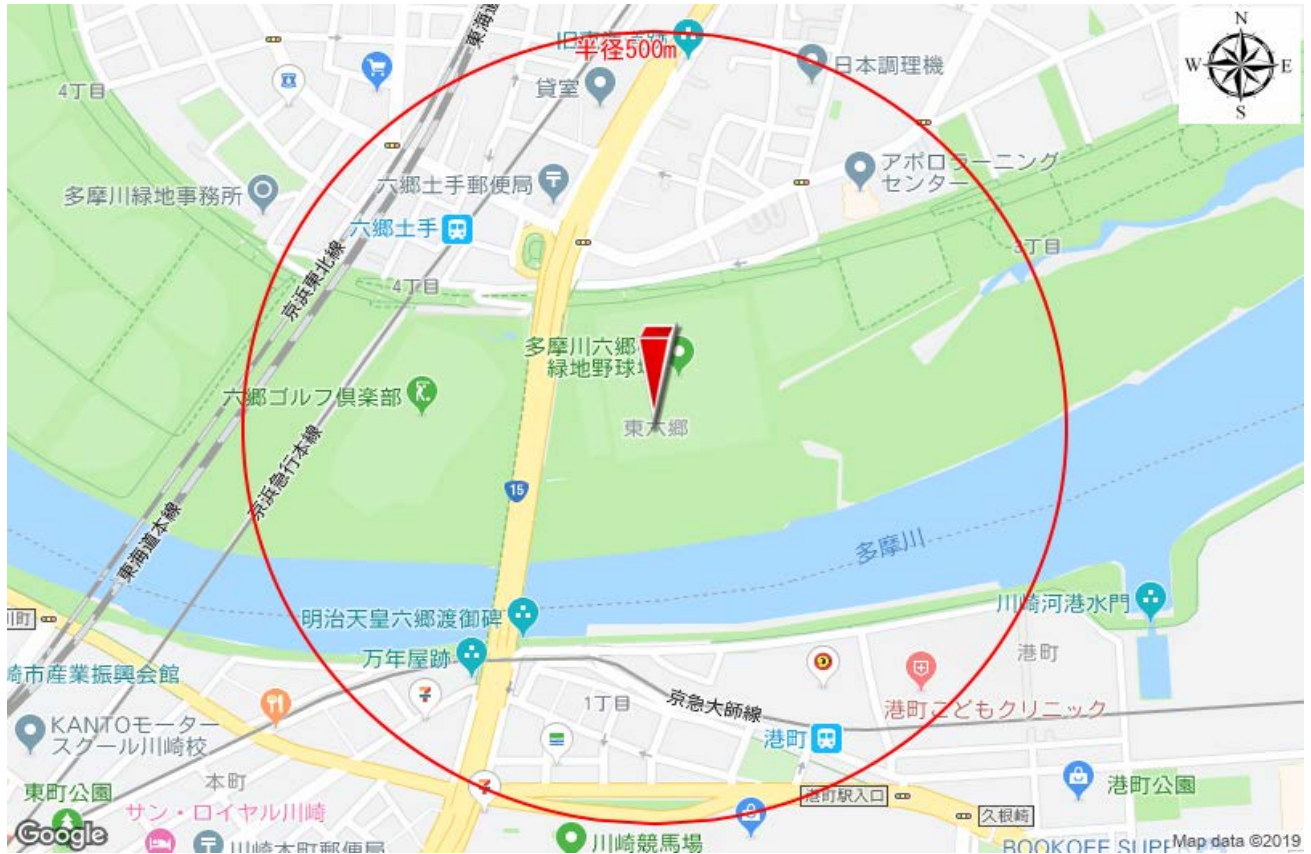 N
W
E
S
半径500m
貸室
日本調理機
4丁目
東海道
六郷土手郵便局
アポロラーニング
センター
多摩川緑地事務所
六郷土手
3丁目
4丁目
京浜東北線
多摩川六郷
緑地野球
六郷ゴルフ倶楽部
東六郷
京浜急行本線
15
東海道本線
多摩川
明治天皇六郷渡御碑
川崎河港水門
川町
万年屋跡
港町
崎市産業振興会館
1丁目
京急大師線
港町こどもクリニック
KANTOモーター
スクール川崎校
港町
本町
東町公園
港町公園
サン・ロイヤル川崎
港町駅入口
久根崎
川崎本町郵便局
川崎競馬場
BOOKOFF SUPE
Google
Map data ©2019